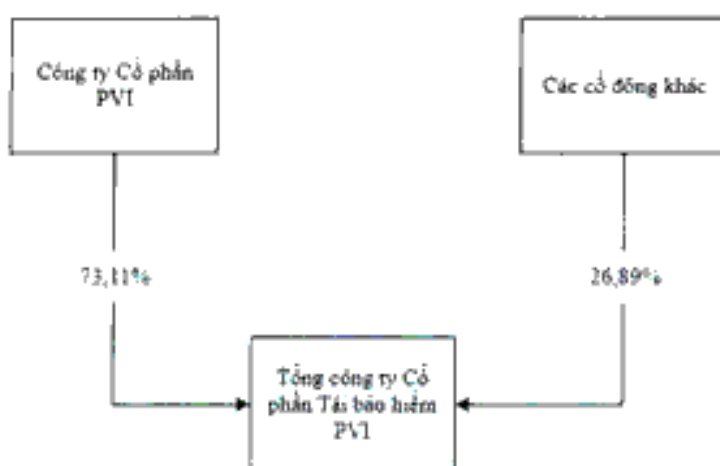 Công ty Cổ phần
PVI
Các cổ đông khác
73,11%
26,89%
Tổng công ty Cổ
phần Tái bảo hiểm
PVI